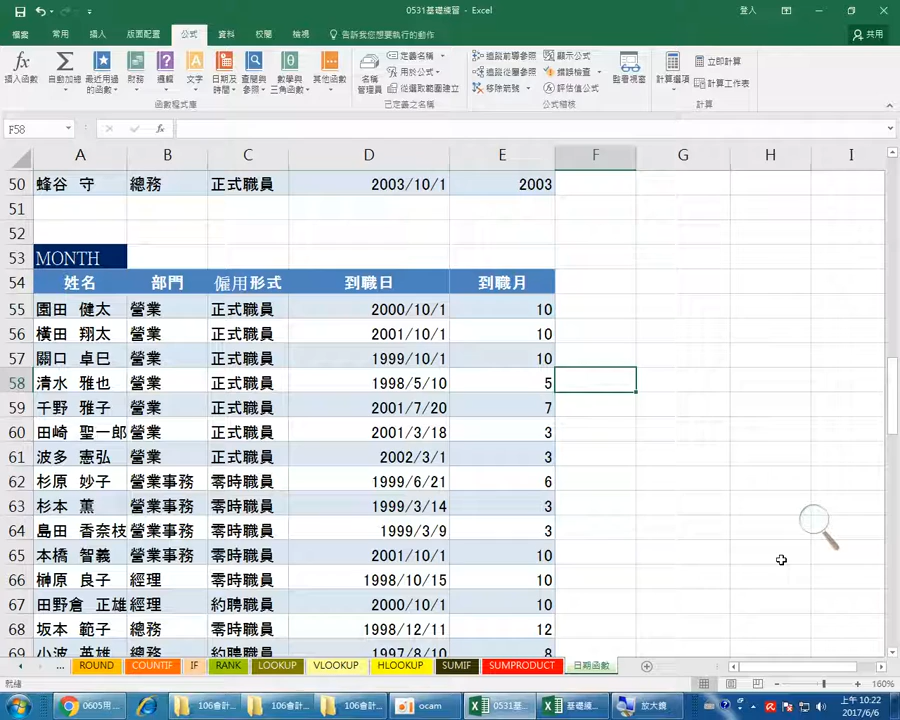 0531基礎練習 - Excel
登入
檔案 常用 插入 版面配置 公式 資料 校閱 檢視 告訴我您想要執行的動作 共用
插入函數 自動加總 最近用過的函數 財務 邏輯 文字 日期及時間 查閱與參照 數學與三角函數 其他函數 名稱管理員 監看視窗 計算選項
定義名稱 追蹤前導參照 顯示公式 立即計算
用於公式 追蹤從屬參照 錯誤檢查 計算工作表
從選取範圍建立 移除箭號 評估值公式
函數程式庫 已定義之名稱 公式稽核 計算
F58 fx
A B C D E F G H I
50 蜂谷 守 總務 正式職員 2003/10/1 2003
51
52
53 MONTH
54 姓名 部門 僱用形式 到職日 到職月
55 園田 健太 營業 正式職員 2000/10/1 10
56 橫田 翔太 營業 正式職員 2001/10/1 10
57 關口 卓巳 營業 正式職員 1999/10/1 10
58 清水 雅也 營業 正式職員 1998/5/10 5
59 千野 雅子 營業 正式職員 2001/7/20 7
60 田崎 聖一郎 營業 正式職員 2001/3/18 3
61 波多 憲弘 營業 正式職員 2002/3/1 3
62 杉原 妙子 營業事務 零時職員 1999/6/21 6
63 杉本 薰 營業事務 零時職員 1999/3/14 3
64 島田 香奈枝 營業事務 零時職員 1999/3/9 3
65 本橋 智義 營業事務 零時職員 2001/10/1 10
66 榊原 良子 經理 零時職員 1998/10/15 10
67 田野倉 正雄 經理 約聘職員 2000/10/1 10
68 坂本 範子 總務 約聘職員 1998/12/11 12
69 小波 英雄 總務 約聘職員 1997/8/10 8
... ROUND COUNTIF IF RANK LOOKUP VLOOKUP HLOOKUP SUMIF SUMPRODUCT 日期函數
就緒 160%
0605用... 106會計... 106會計... 106會計... ocam 0531基... 基礎練... 放大鏡
上午 10:22
2017/6/6